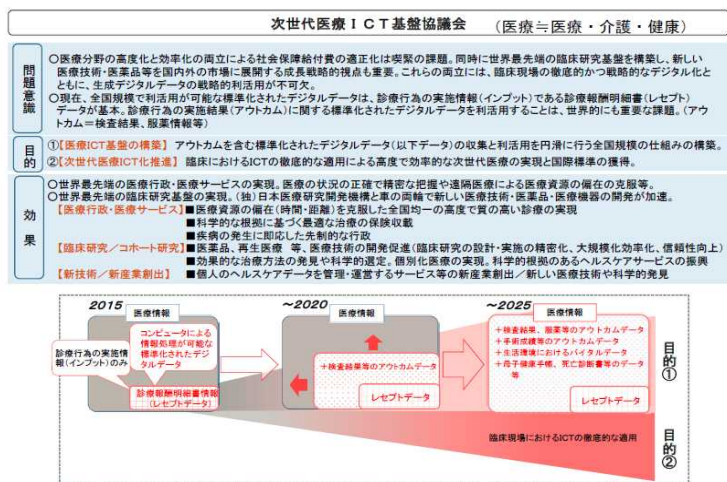 次世代医療ICT基盤協議会 (医療≒医療・介護・健康)
問題意識
○医療分野の高度化と効率化の両立による社会保障給付費の適正化は喫緊の課題。同時に世界最先端の臨床研究基盤を構築し、新しい
医療技術・医薬品等を国内外の市場に展開する成長戦略的視点も重要。これらの両立には、臨床現場の徹底的かつ戦略的なデジタル化と
ともに、生成デジタルデータの戦略的利活用が不可欠。
○現在、全国規模で利活用が可能な標準化されたデジタルデータは、診療行為の実施情報(インプット)である診療報酬明細書(レセプト)
データが基本。診療行為の実施結果(アウトカム)に関する標準化されたデジタルデータを利活用することは、世界的にも重要な課題。(アウ
トカム=検査結果、服薬情報等)
目的
①【医療ICT基盤の構築】 アウトカムを含む標準化されたデジタルデータ(以下データ)の収集と利活用を円滑に行う全国規模の仕組みの構築。
②【次世代医療ICT化推進】 臨床におけるICTの徹底的な適用による高度で効率的な次世代医療の実現と国際標準の獲得。
効果
○世界最先端の医療行政・医療サービスの実現。医療の状況の正確で精密な把握や遠隔医療による医療資源の偏在の克服等。
○世界最先端の臨床研究基盤の実現。(独)日本医療研究開発機構と車の両輪で新しい医療技術・医薬品・医療機器の開発が加速。
【医療行政・医療サービス】■医療資源の偏在(時間・距離)を克服した全国均一の高度で質の高い診療の実現
■科学的な根拠に基づく最適な治療の保険収載
■疾病の発生に即応した先制的な行政
【臨床研究/コホート研究】■医薬品、再生医療 等、医療技術の開発促進(臨床研究の設計・実施の精密化、大規模化効率化、信頼性向上)
■効果的な治療方法の発見や科学的選定。個別化医療の実現。科学的根拠のあるヘルスケアサービスの振興
【新技術/新産業創出】■個人のヘルスケアデータを管理・運営するサービス等の新産業創出/新しい医療技術や科学的発見
2015
医療情報
コンピュータによる
情報処理が可能な
標準化されたデジ
タルデータ
診療行為の実施情
報(インプット)のみ
診療報酬明細書情報
(レセプトデータ)
~2020
医療情報
+検査結果等のアウトカムデータ
レセプトデータ
~2025
医療情報
+検査結果、服薬等のアウトカムデータ
+手術成績等のアウトカムデータ
+生活環境におけるバイタルデータ
+母子健康手帳、死亡診断書等のデータ
等
レセプトデータ
目的①
臨床現場におけるICTの徹底的な適用
目的②